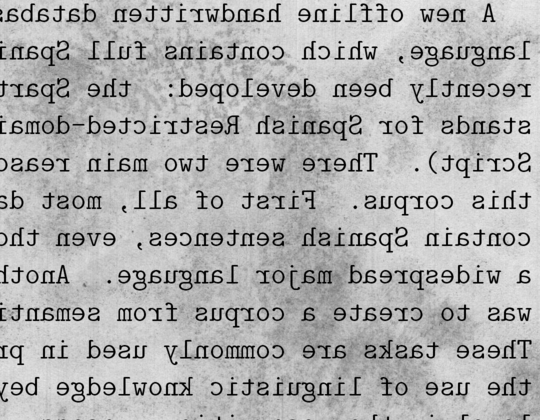 A new offline handwritten databas
language, which contains full Spani
recently been developed: the Spart
stands for Spanish Restricted-domai
Script). There were two main reaso
this corpus. First of all, most da
contain Spanish sentences, even tho
a widespread major language. Anoth
was to create a corpus from semanti
These tasks are commonly used in pr
the use of linguistic knowledge bey